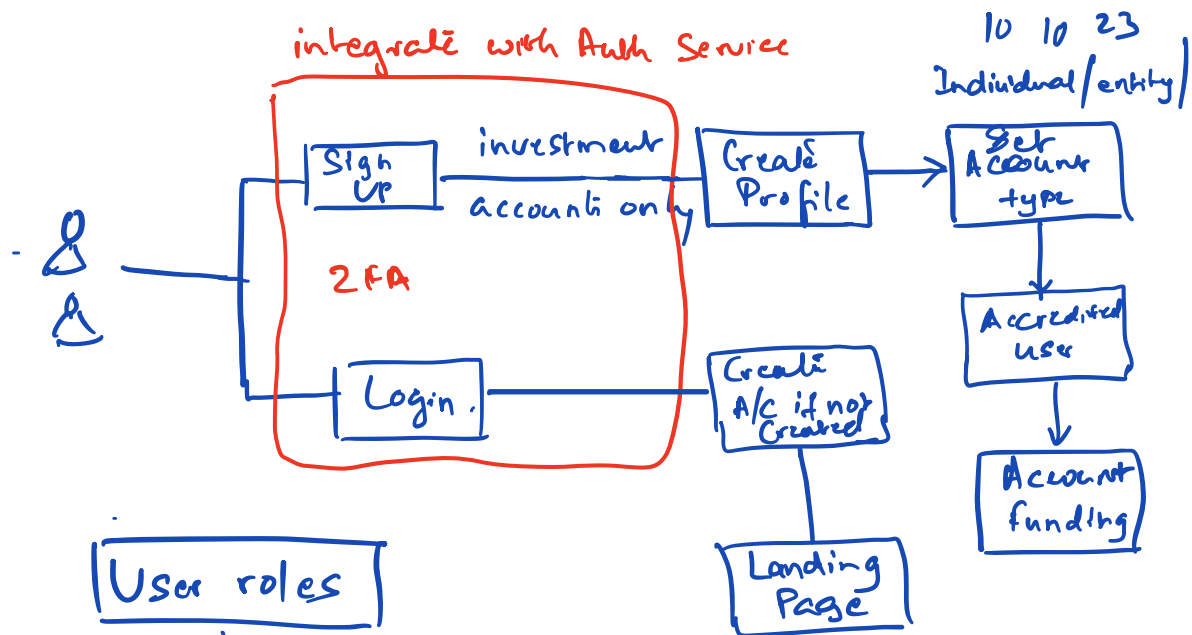 10 10 23
integrate with Auth Service
Individual/entity/
Sign
UP
investment
accounts only
Create
Profile
Set
Account
type
2FA
Accredited
user
Login.
Create
A/C if not
Created
Account
funding
User roles
Landing
Page